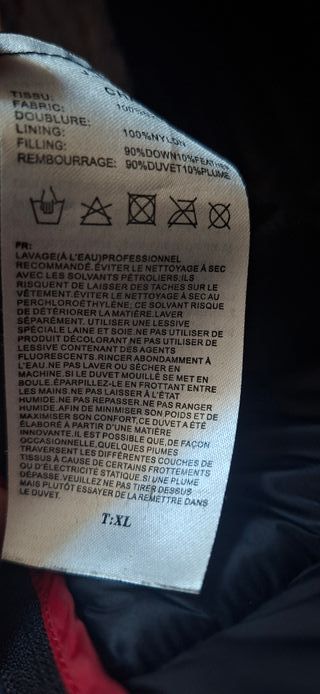 TISSU:
FABRIC:
DOUBLURE:
LINING: 100%NYLON
FILLING: 90%DOWN10%FEATHER
REMBOURRAGE: 90%DUVET10%PLUME
FR:
LAVAGE(À L'EAU)PROFESSIONNEL
RECOMMANDÉ.ÉVITER LE NETTOYAGE À SEC
AVEC LES SOLVANTS PÉTROLIERS;ILS
RISQUENT DE LAISSER DES TACHES SUR LE
VÊTEMENT.ÉVITER LE NETTOYAGE À SEC AU
PERCHLOROÉTHYLÈNE; CE SOLVANT RISQUE
DE DÉTÉRIORER LA MATIÈRE.LAVER
SÉPARÉMENT. UTILISER UNE LESSIVE
SPÉCIALE LAINE ET SOIE.NE PAS UTILISER DE
PRODUIT DÉCOLORANT NE PAS UTILISER DE
LESSIVE CONTENANT DES AGENTS
FLUORESCENTS.RINCER ABONDAMMENT À
L'EAU.NE PAS LAVER OU SÉCHER EN
MACHINE.SI LE DUVET MOUILLÉ SE MET EN
BOULE.ÉPARPILLEZ-LE EN FROTTANT ENTRE
LES MAINS.NE PAS LAISSER À L'ÉTAT
HUMIDE.NE PAS REPASSER.NE PAS RANGER
HUMIDE.AFIN DE MINIMISER SON POIDS ET DE
MAXIMISER SON CONFORT,CE DUVET A ÉTÉ
ÉLABORÉ À PARTIR D'UNE MATIÈRE
INNOVANTE.IL EST POSSIBLE QUE,DE FAÇON
OCCASIONNELLE,QUELQUES PLUMES
TRAVERSENT LES DIFFÉRENTES COUCHES DE
TISSUS À CAUSE DE CERTAINS FROTTEMENTS
OU D'ÉLECTRICITÉ STATIQUE.SI UNE PLUME
DÉPASSE.VEUILLEZ NE PAS TIRER DESSUS
MAIS PLUTÔT ESSAYER DE LA REMETTRE DANS
LE DUVET.
T:XL